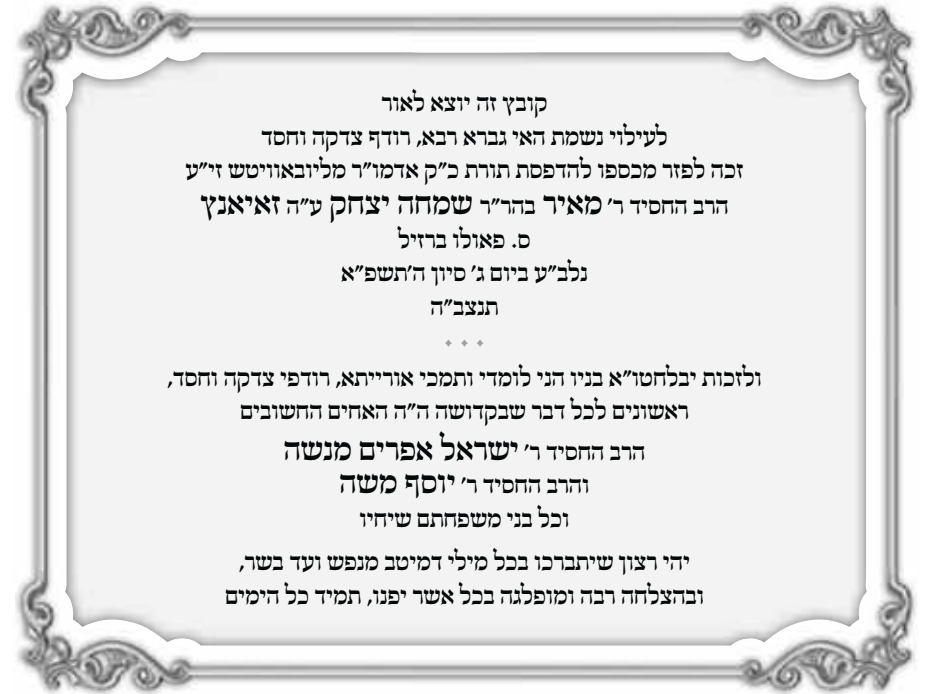 קובץ זה יוצא לאור
לעילוי נשמת האי גברא רבא, רודף צדקה וחסד
זכה לפזר מכספו להדפסת תורת כ״ק אדמו״ר מליובאוויטש זי״ע
הרב החסיד ר׳ מאיר בהר״ר שמחה יצחק ע״ה זאיאנץ
ס. פאולו ברזיל
נלב״ע ביום ג׳ סיון ה׳תשפ״א
תנצב״ה
ולזכות יבלחטו״א בניו הני לומדי ותמכי אורייתא, רודפי צדקה וחסד,
ראשונים לכל דבר שבקדושה ה״ה האחים החשובים
הרב החסיד ר׳ ישראל אפרים מנשה
והרב החסיד ר׳ יוסף משה
וכל בני משפחתם שיחיו
יהי רצון שיתברכו בכל מילי דמיטב מנפש ועד בשר,
ובהצלחה רבה ומופלגה בכל אשר יפנו, תמיד כל הימים